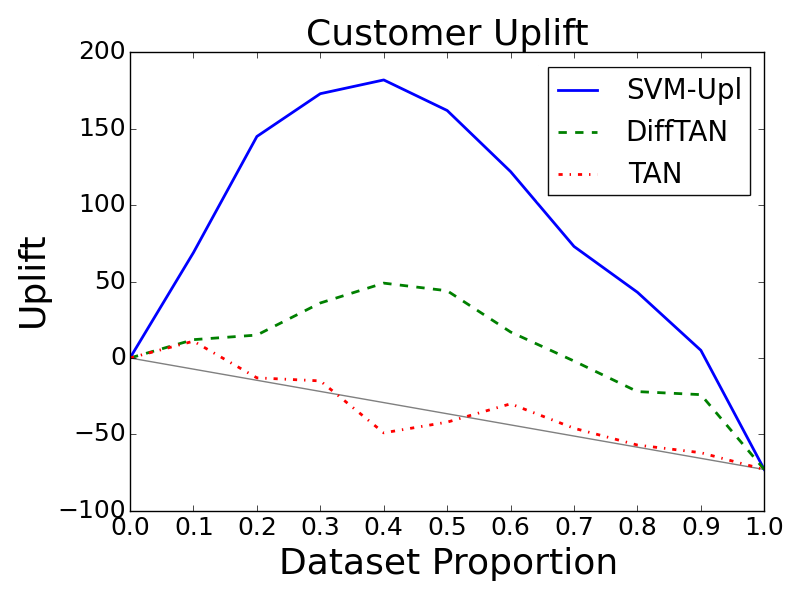 Customer Uplift
200
150
100
50
0
−50
−100
Uplift
SVM-Upl
DiffTAN
TAN
0.0 0.1 0.2 0.3 0.4 0.5 0.6 0.7 0.8 0.9 1.0
Dataset Proportion